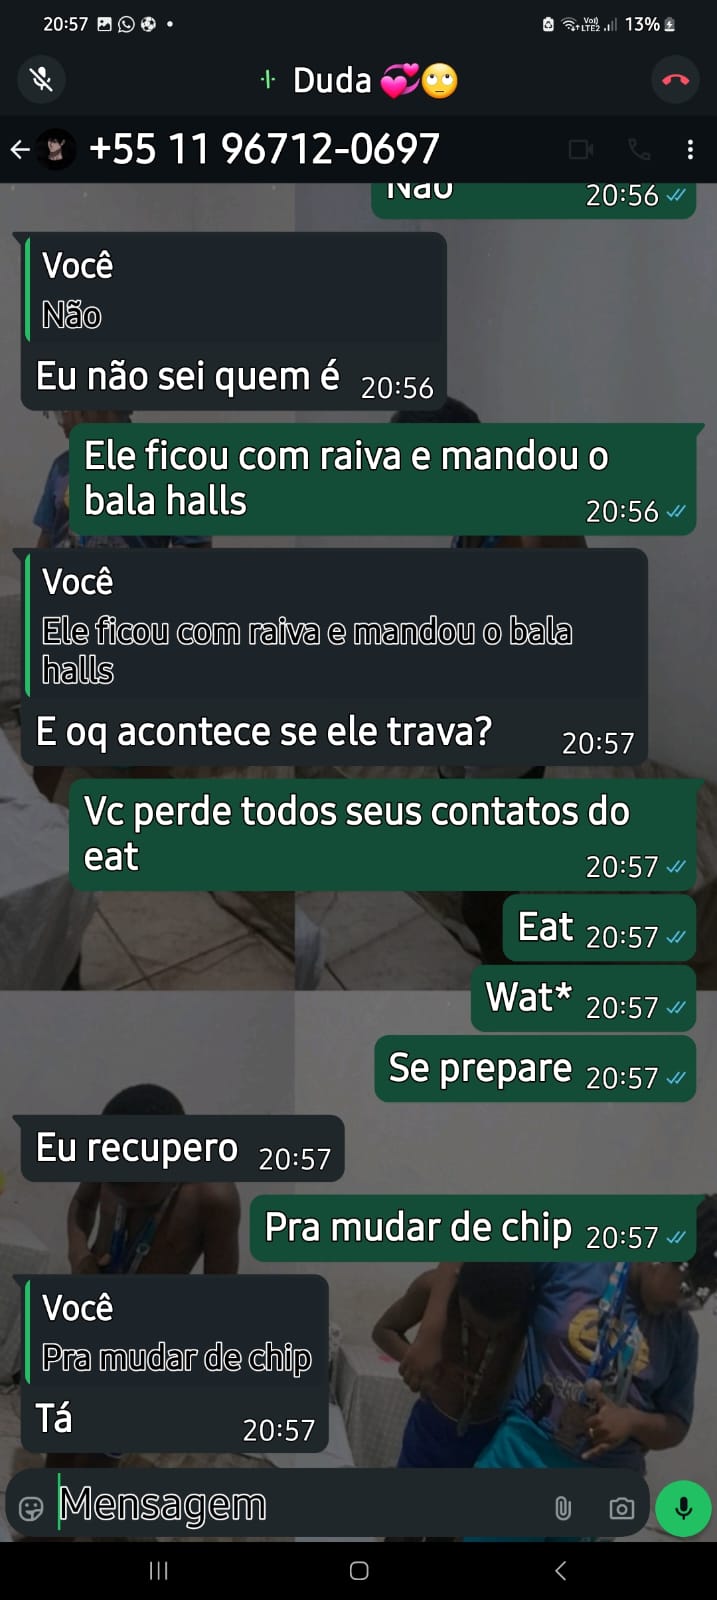 20:57
Vo)) LTE2
13%
Duda
+55 11 96712-0697
Não
20:56
Você
Não
Eu não sei quem é 20:56
Ele ficou com raiva e mandou o
bala halls
20:56
Você
Ele ficou com raiva e mandou o bala
halls
E oq acontece se ele trava? 20:57
Vc perde todos seus contatos do
eat
20:57
Eat 20:57
Wat* 20:57
Se prepare 20:57
Eu recupero 20:57
Pra mudar de chip 20:57
Você
Pra mudar de chip
Tá 20:57
Mensagem